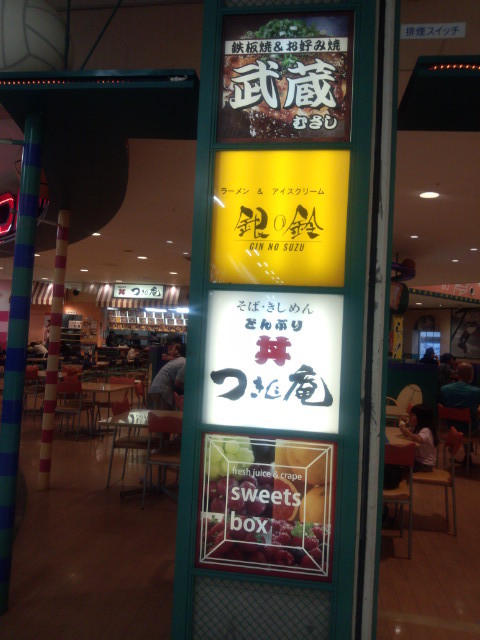 排煙スイッチ
鉄板焼&お好み焼
武蔵
むさし
ラーメン & アイスクリーム
銀の鈴
GIN NO SUZU
そば・きしめん
どんぶり
丼
つきじ庵
丼 つきじ庵
fresh juice & crape
sweets
box